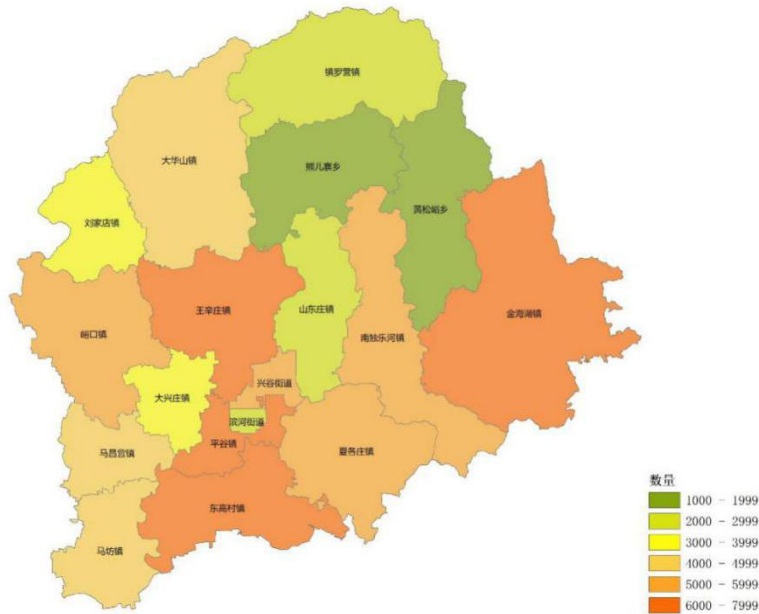 镇罗营镇
大华山镇
熊儿寨乡
黄松峪乡
刘家店镇
王辛庄镇
山东庄镇
金海湖镇
峪口镇
南独乐河镇
兴谷街道
大兴庄镇
滨河街道
平谷镇
马昌营镇
夏各庄镇
东高村镇
马坊镇
数量
1000 - 1999
2000 - 2999
3000 - 3999
4000 - 4999
5000 - 5999
6000 - 7999